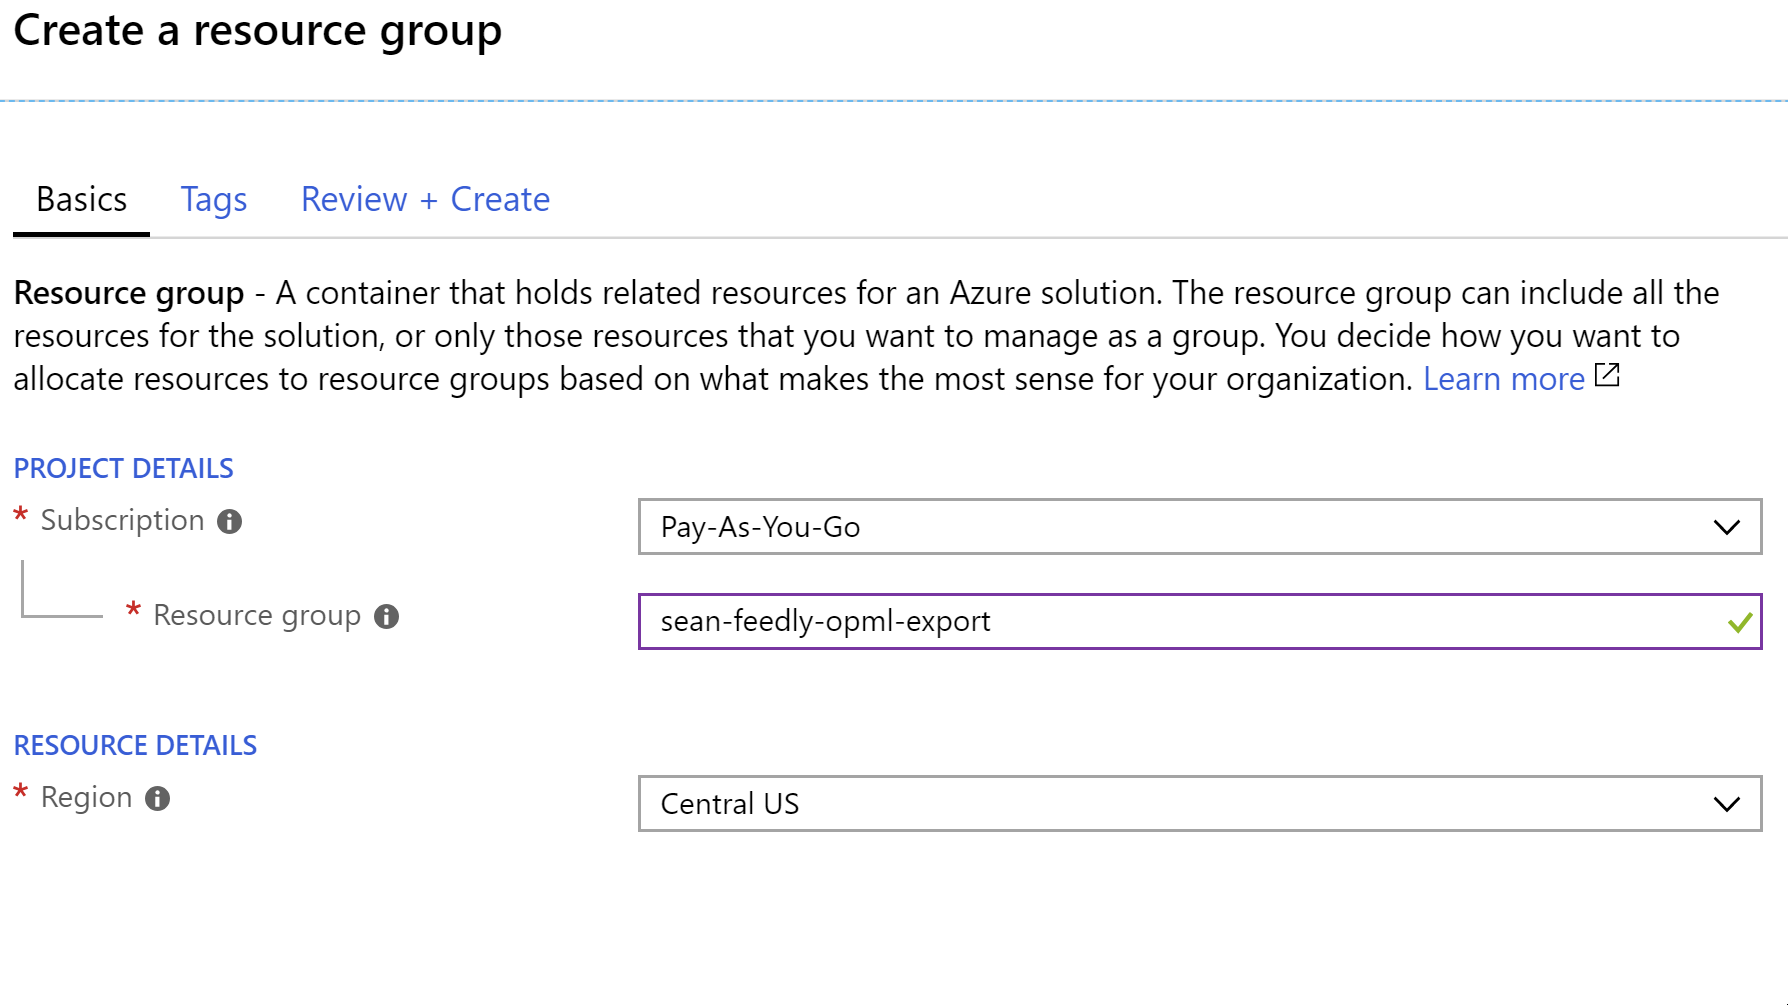 Create a resource group
Basics Tags Review + Create
Resource group - A container that holds related resources for an Azure solution. The resource group can include all the
resources for the solution, or only those resources that you want to manage as a group. You decide how you want to
allocate resources to resource groups based on what makes the most sense for your organization. Learn more
PROJECT DETAILS
* Subscription Pay-As-You-Go
* Resource group sean-feedly-opml-export
RESOURCE DETAILS
* Region Central US